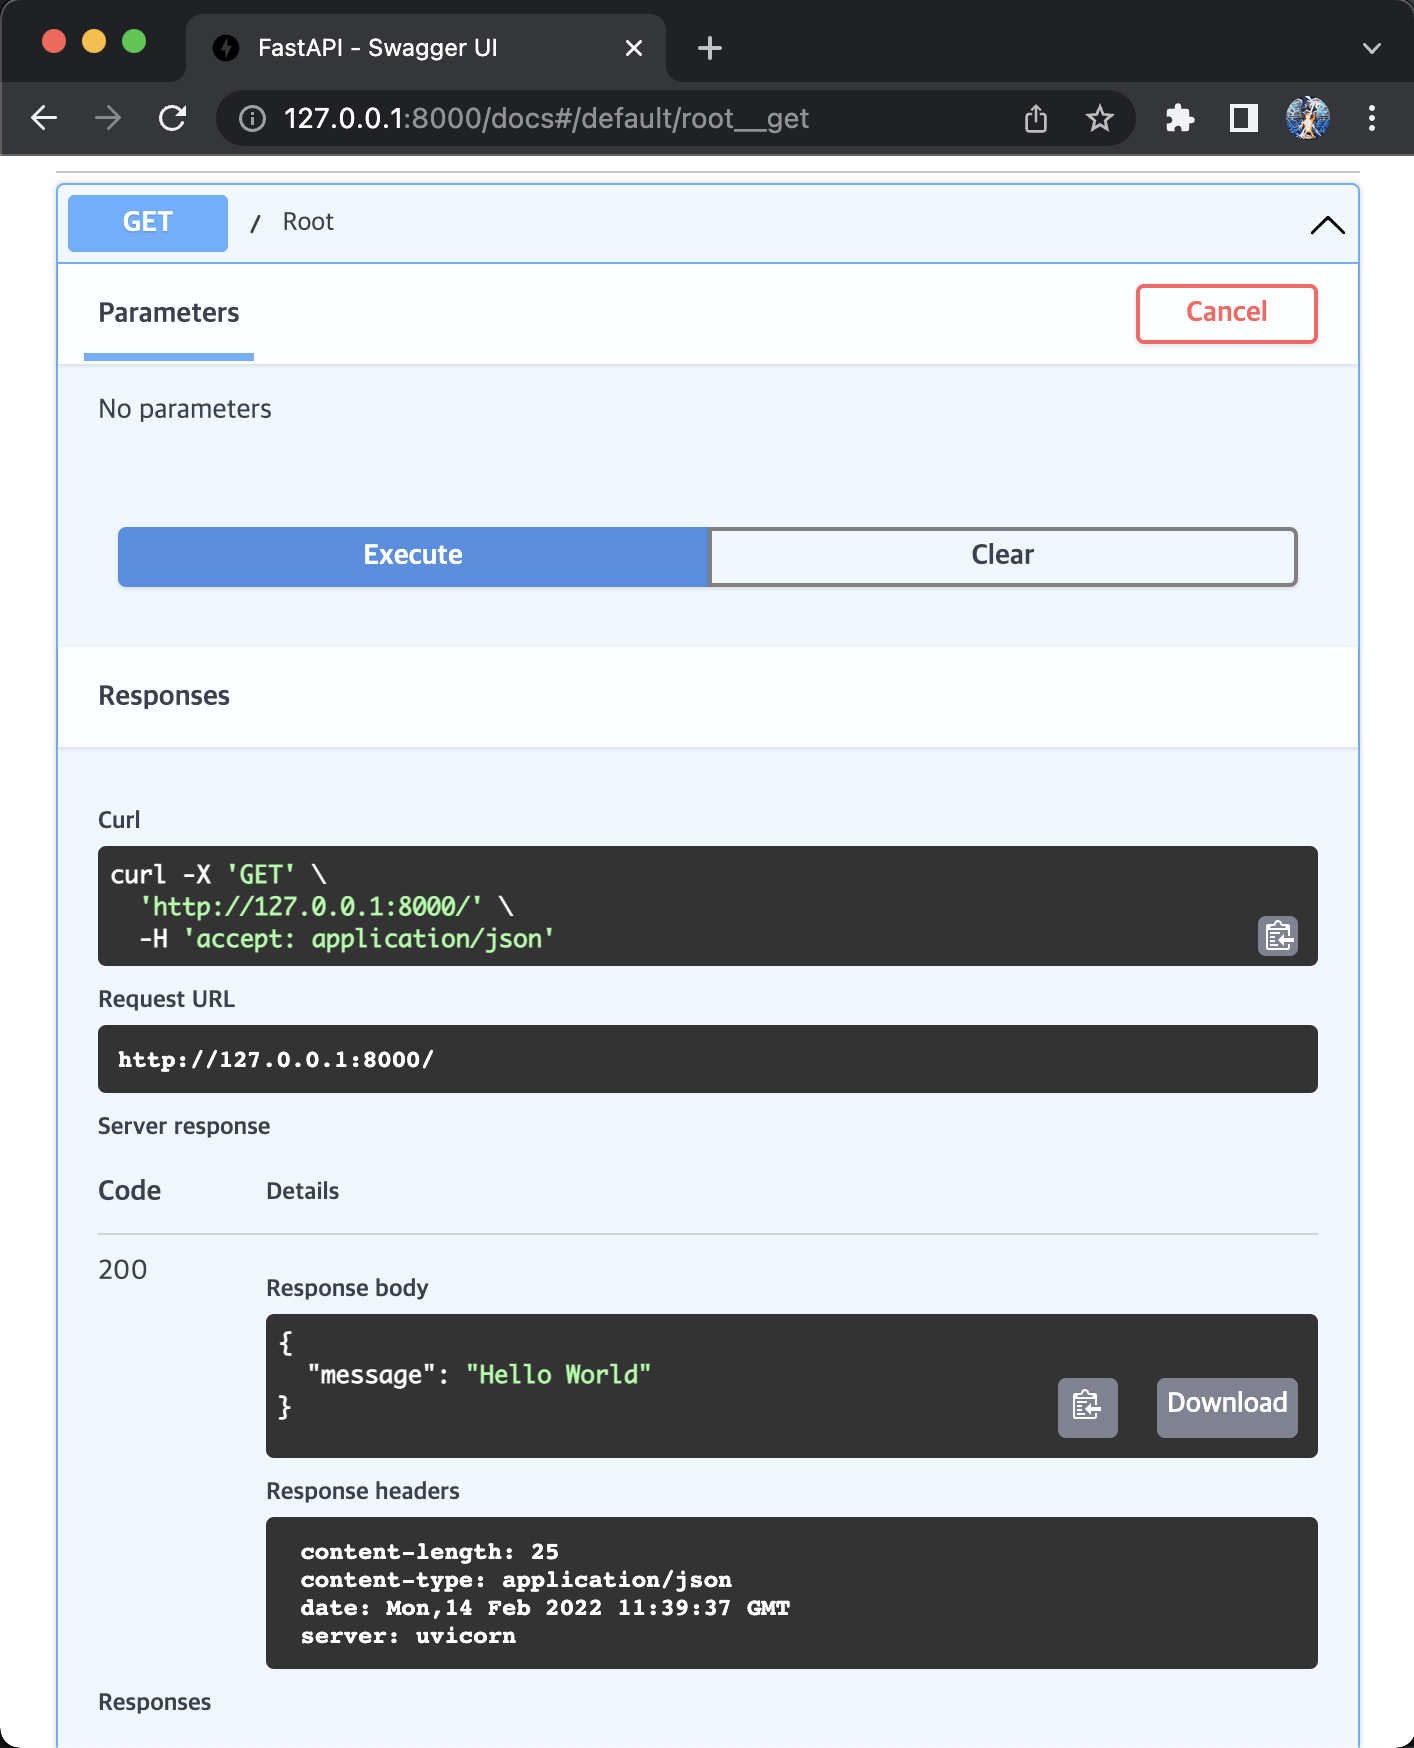 FastAPI - Swagger UI
127.0.0.1:8000/docs#/default/root__get
GET / Root
Parameters
Cancel
No parameters
Execute
Clear
Responses
Curl
curl -X 'GET' \
'http://127.0.0.1:8000/' \
-H 'accept: application/json'
Request URL
http://127.0.0.1:8000/
Server response
Code Details
200
Response body
{
"message": "Hello World"
}
Download
Response headers
content-length: 25
content-type: application/json
date: Mon,14 Feb 2022 11:39:37 GMT
server: uvicorn
Responses